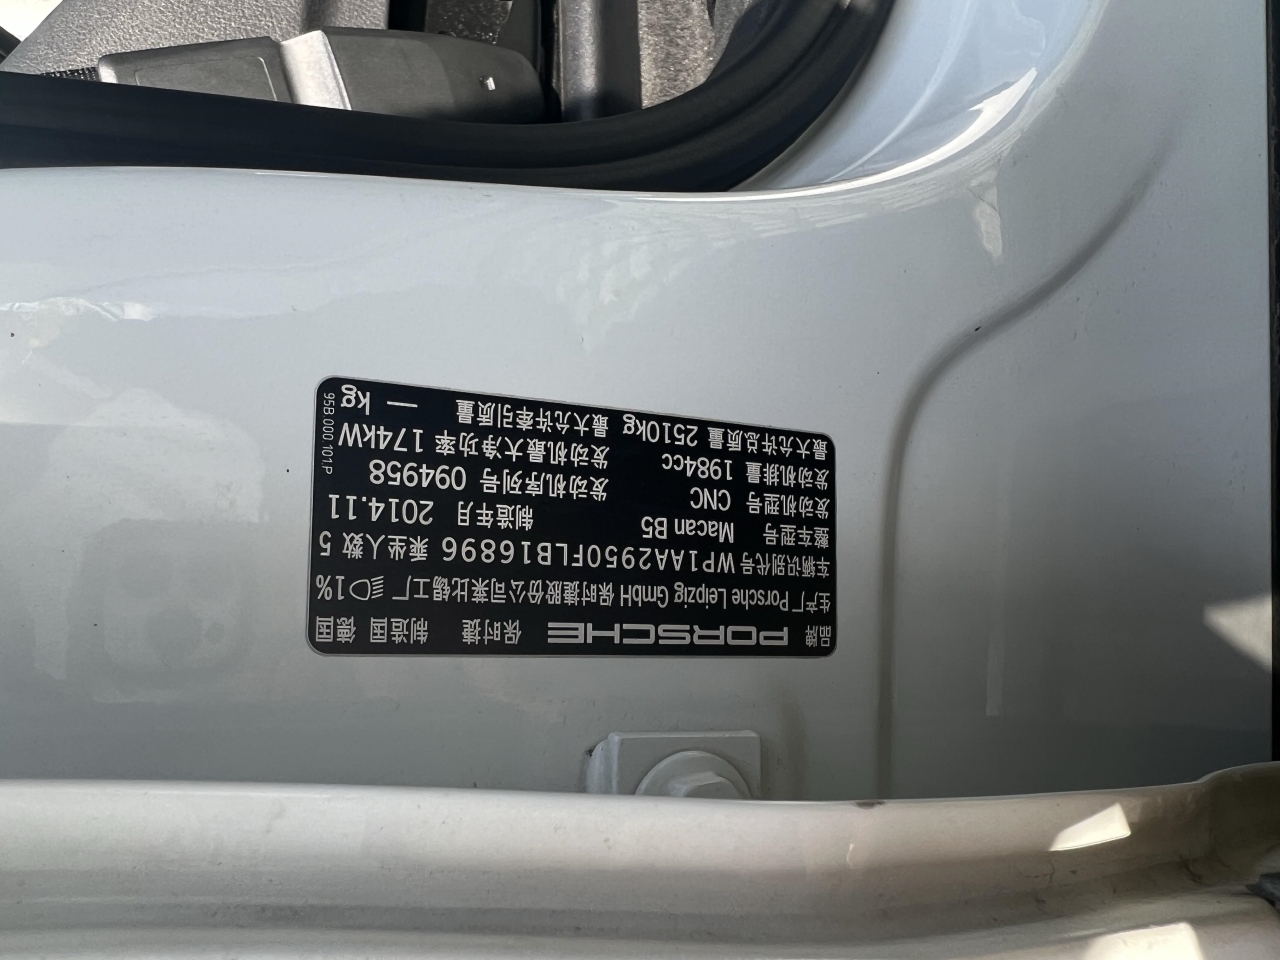 品牌 PORSCHE 保时捷 制造国 德国
生产厂 Porsche Leipzig GmbH 保时捷股份公司莱比锡工厂 1%
车辆识别代号 WP1AA2950FLB16896 乘坐人数 5
整车型号 Macan B5 制造年月 2014.11
发动机型号 CNC 发动机序列号 094958
发动机排量 1984cc 发动机最大净功率 174kW
最大允许总质量 2510kg 最大允许牵引质量 — kg
95B.000.101.P